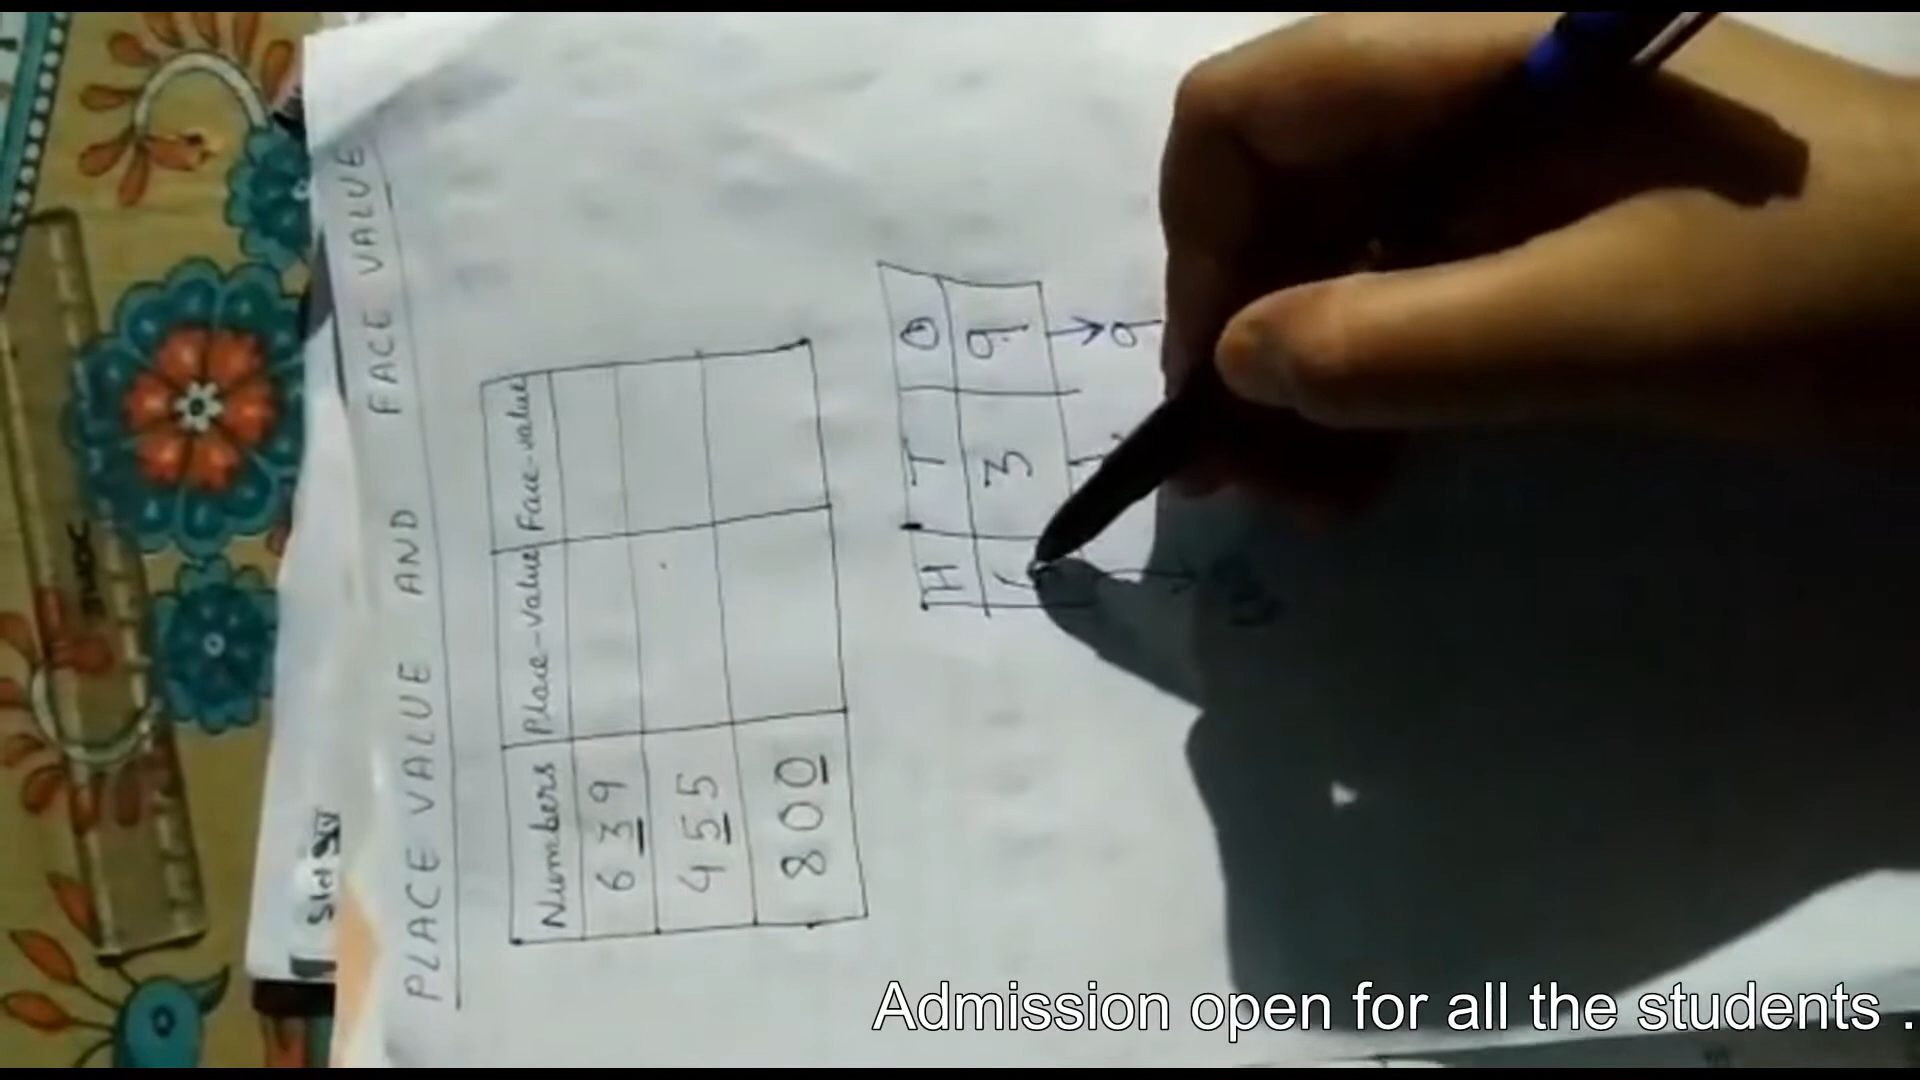 PLACE VALUE AND FACE VALUE
Numbers Place-value Face-value
639
455
800
H T O
3 9
9
Admission open for all the students .